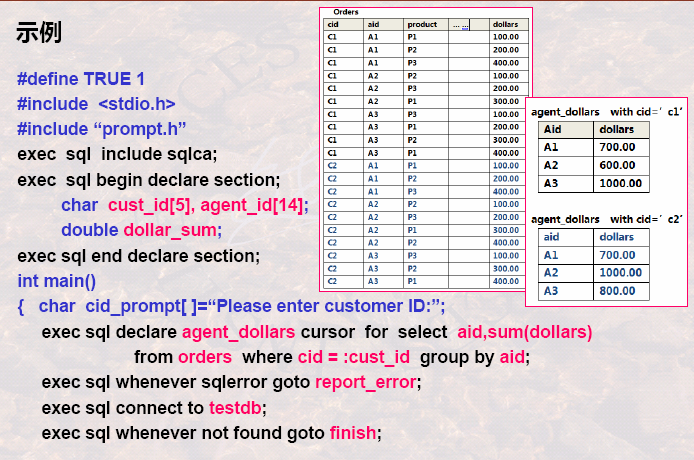 示例
#define TRUE 1
#include <stdio.h>
#include “prompt.h”
exec sql include sqlca;
exec sql begin declare section;
char cust_id[5], agent_id[14];
double dollar_sum;
exec sql end declare section;
int main()
{ char cid_prompt[ ]=“Please enter customer ID:”;
exec sql declare agent_dollars cursor for select aid,sum(dollars)
from orders where cid = :cust_id group by aid;
exec sql whenever sqlerror goto report_error;
exec sql connect to testdb;
exec sql whenever not found goto finish;
Orders
cid aid product ... ... dollars
C1 A1 P1 100.00
C1 A1 P2 200.00
C1 A1 P3 400.00
C1 A2 P2 100.00
C1 A2 P3 200.00
C1 A2 P1 300.00
C1 A3 P3 100.00
C1 A3 P1 200.00
C1 A3 P2 300.00
C1 A3 P1 400.00
C2 A1 P1 100.00
C2 A1 P2 200.00
C2 A1 P3 400.00
C2 A2 P2 100.00
C2 A2 P3 200.00
C2 A2 P1 300.00
C2 A2 P2 400.00
C2 A3 P3 100.00
C2 A3 P2 300.00
C2 A3 P1 400.00
agent_dollars with cid=’ c1’
Aid dollars
A1 700.00
A2 600.00
A3 1000.00
agent_dollars with cid=’ c2’
aid dollars
A1 700.00
A2 1000.00
A3 800.00